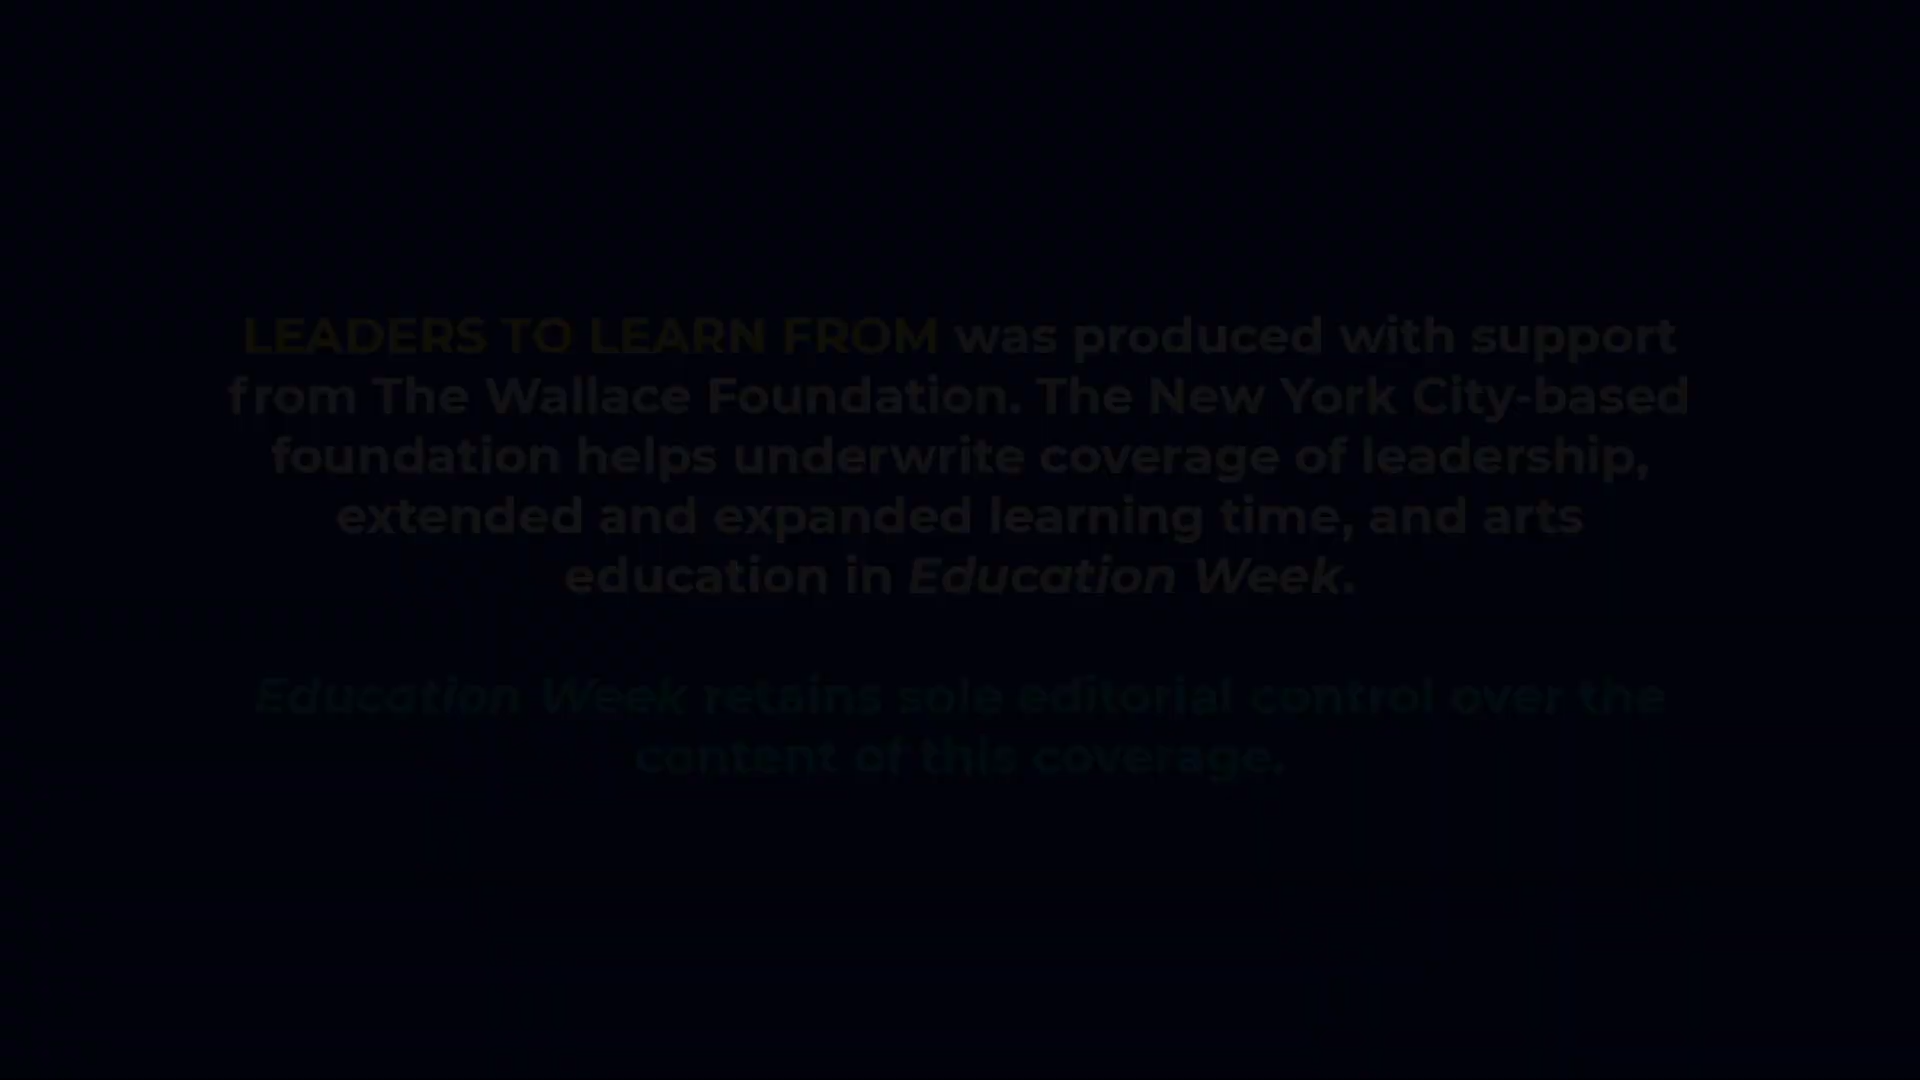 LEADERS TO LEARN FROM was produced with support
from The Wallace Foundation. The New York City-based
foundation helps underwrite coverage of leadership,
extended and expanded learning time, and arts
education in Education Week.
Education Week retains sole editorial control over the
content of this coverage.